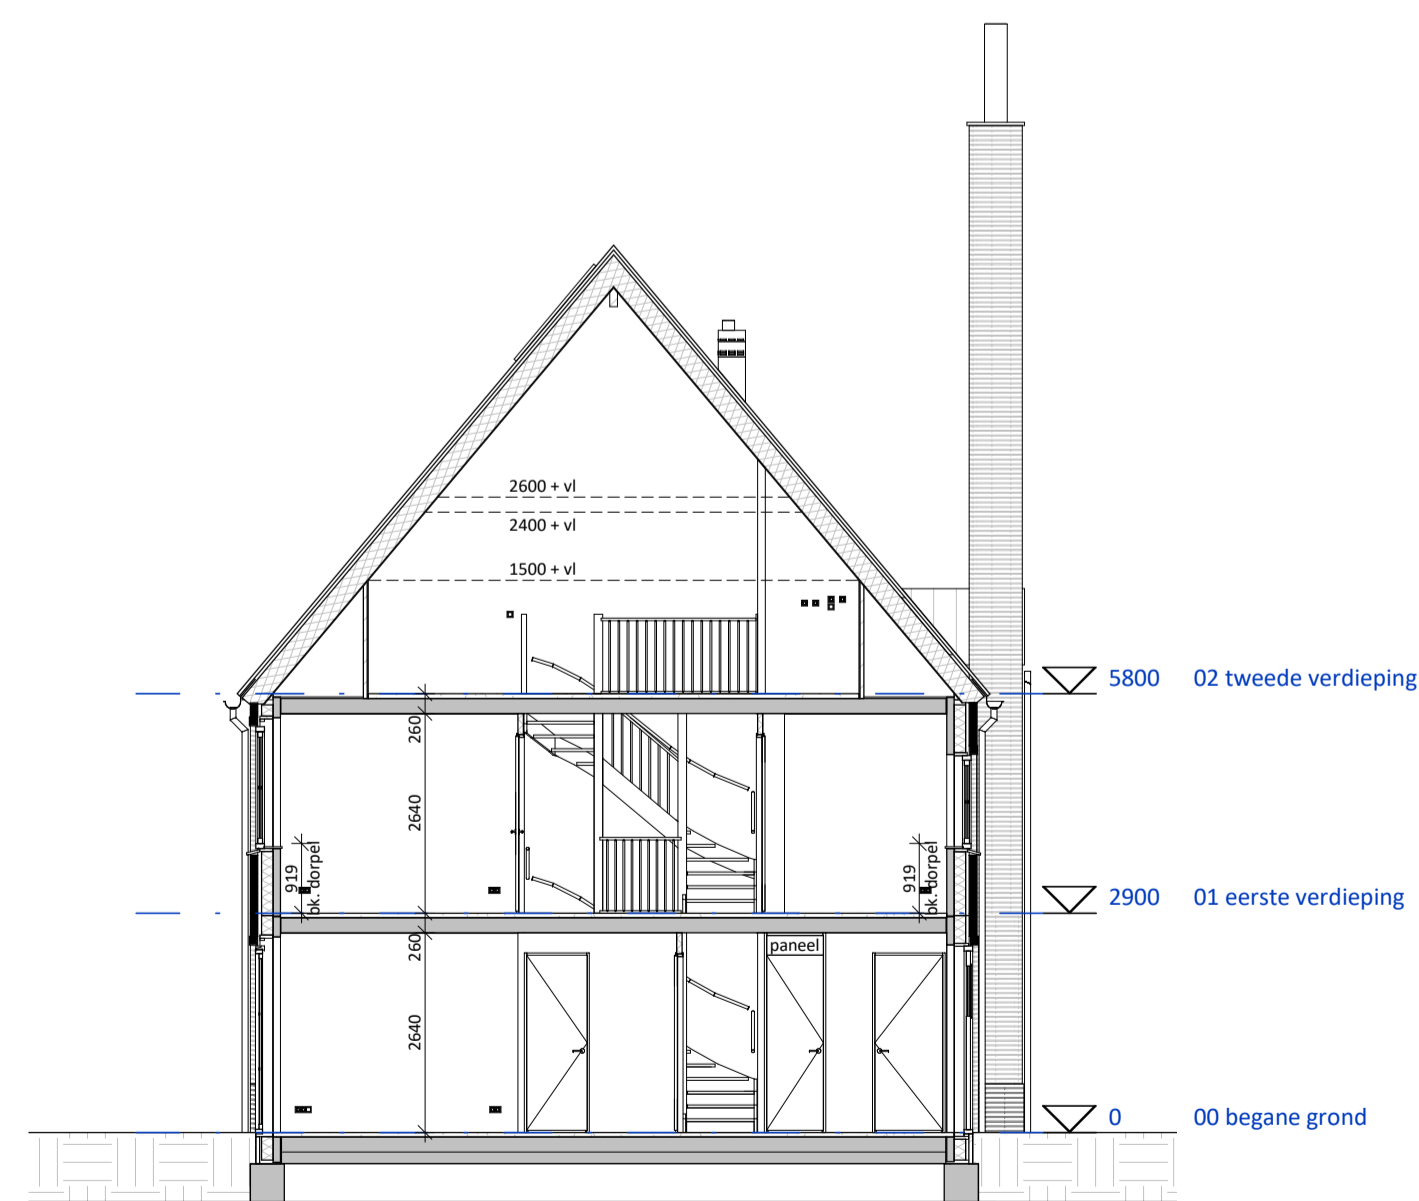 2600 + vl
2400 + vl
1500 + vl
5800 02 tweede verdieping
260
2640
919
bk. dorpel
919
bk. dorpel
2900 01 eerste verdieping
260
paneel
2640
0 00 begane grond